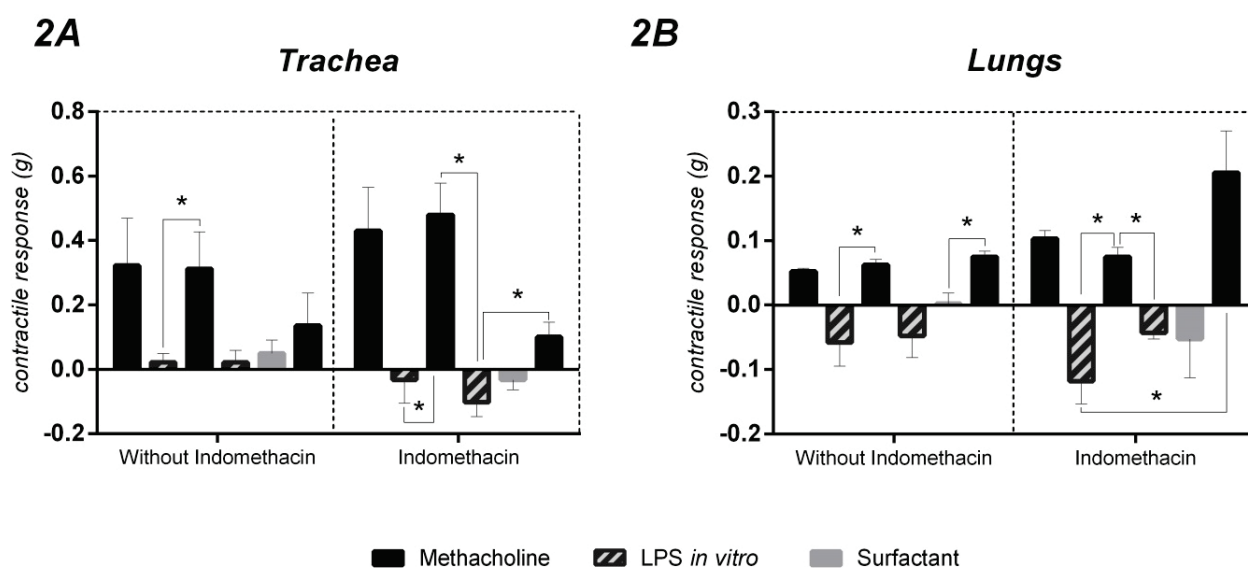 2A
Trachea
contractile response (g)
0.8
0.6
0.4
0.2
0.0
-0.2
*
*
*
*
Without Indomethacin
Indomethacin
2B
Lungs
contractile response (g)
0.3
0.2
0.1
0.0
-0.1
-0.2
*
*
*
*
*
Without Indomethacin
Indomethacin
Methacholine
LPS in vitro
Surfactant